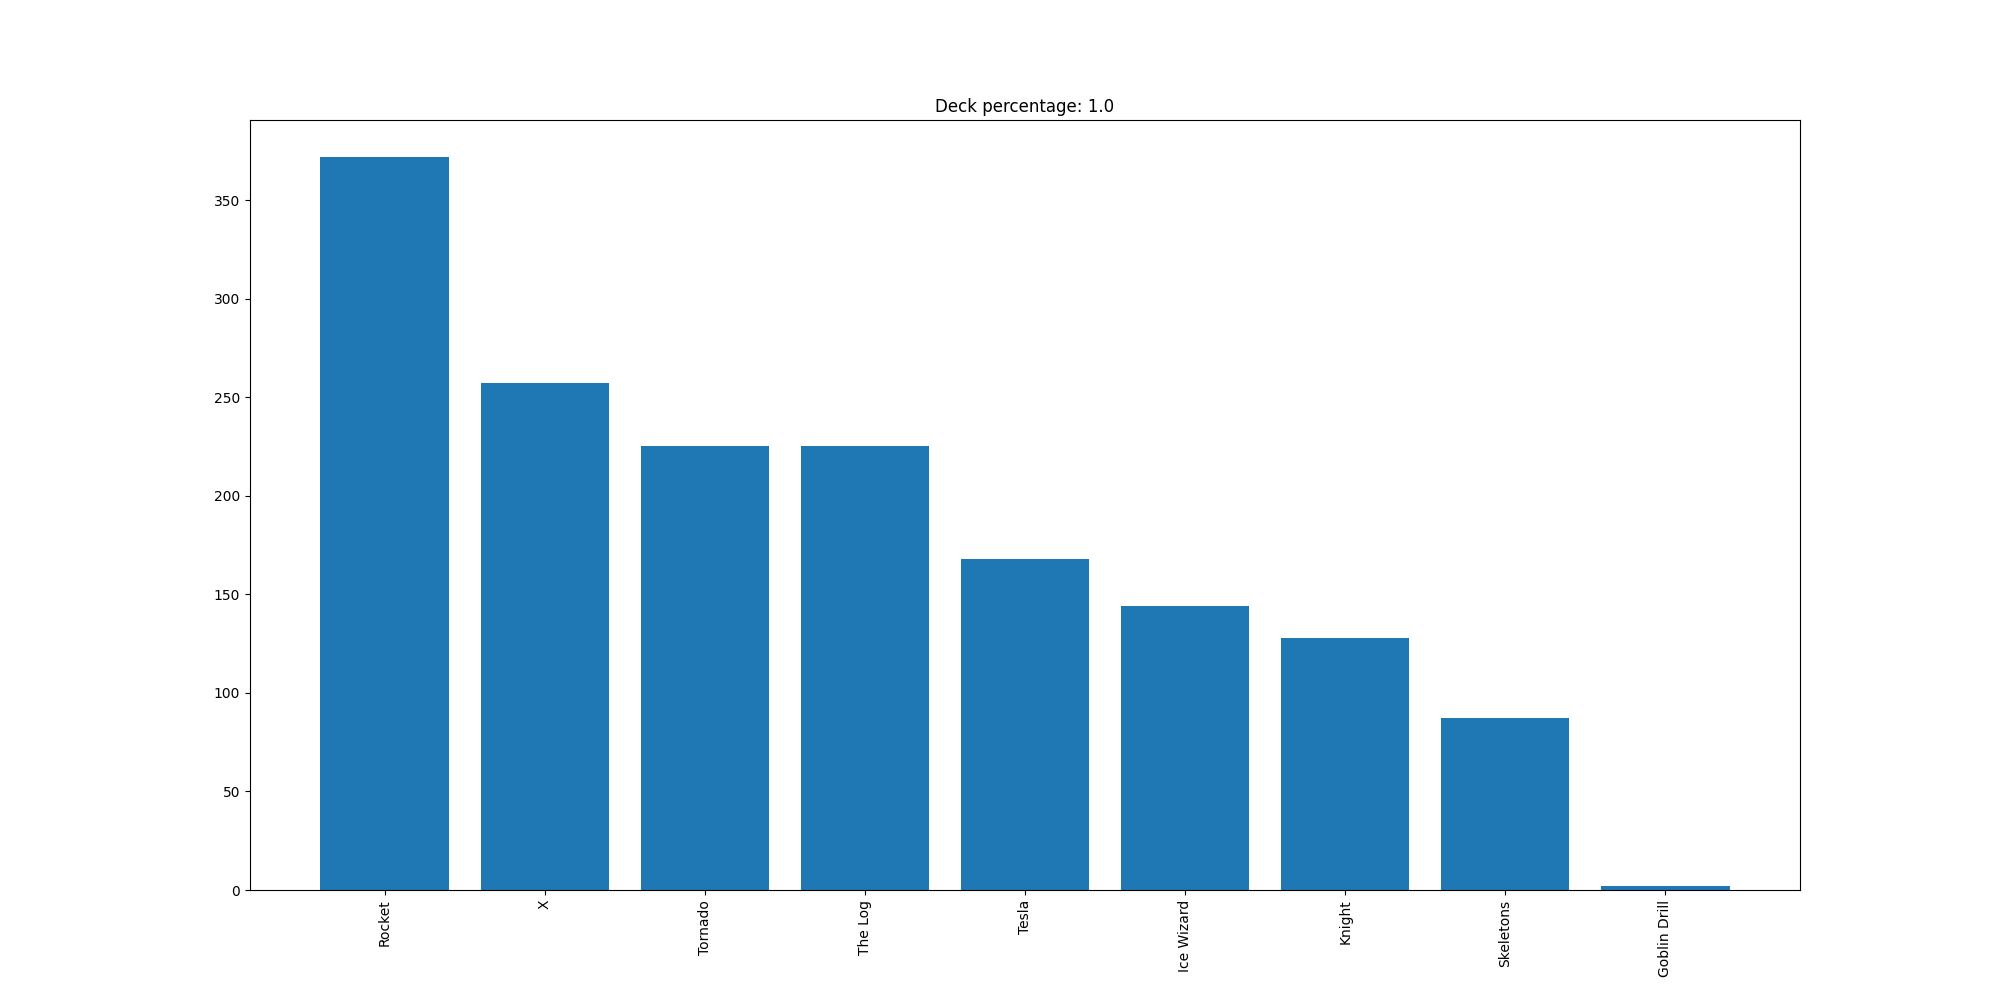 Deck percentage: 1.0
350
300
250
200
150
100
50
0
Rocket
X
Tornado
The Log
Tesla
Ice Wizard
Knight
Skeletons
Goblin Drill